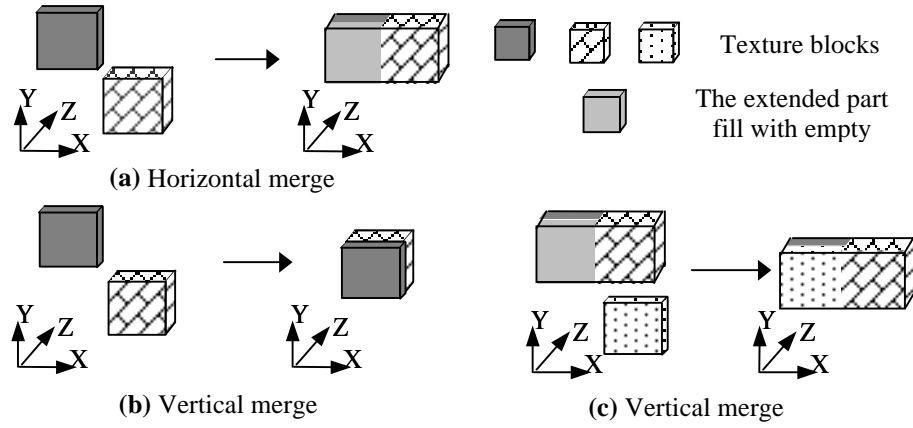 Texture blocks
The extended part
fill with empty
Y
Z
X
(a) Horizontal merge
Y
Z
X
(b) Vertical merge
Y
Z
X
Y
Z
X
(c) Vertical merge